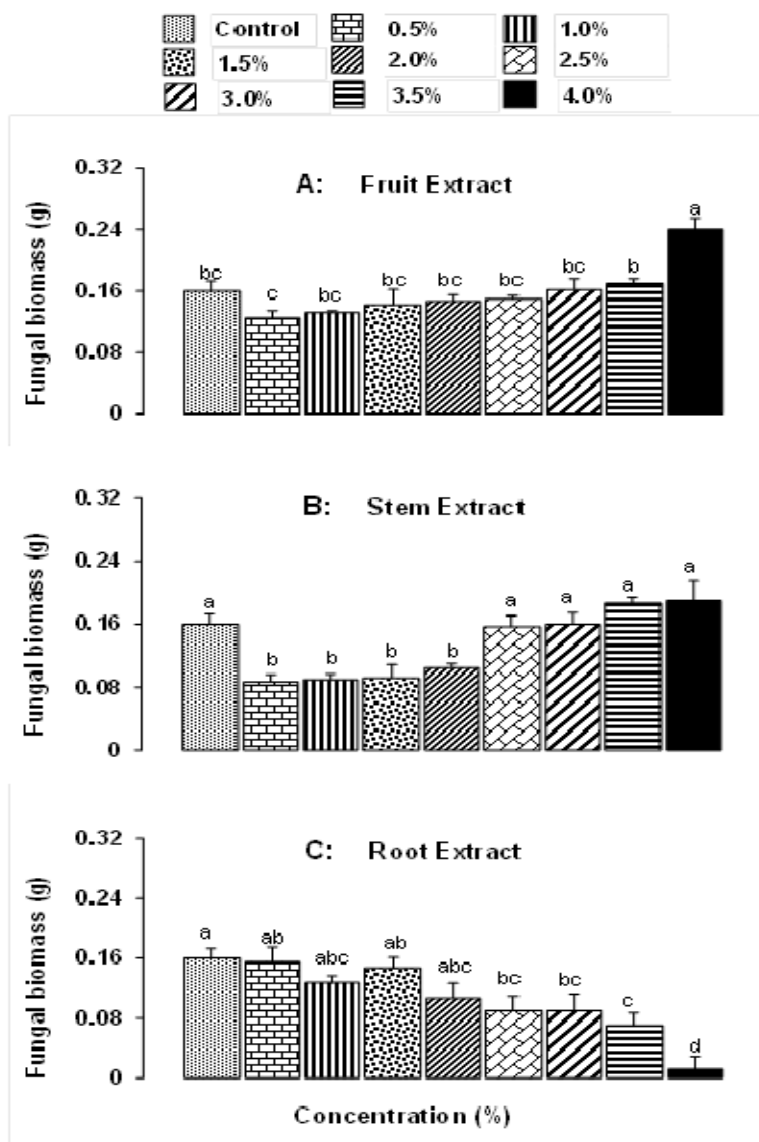 Control 0.5% 1.0%
1.5% 2.0% 2.5%
3.0% 3.5% 4.0%
A: Fruit Extract
Fungal biomass (g)
0.32
0.24
0.16
0.08
0
bc c bc bc bc bc bc b a
B: Stem Extract
Fungal biomass (g)
0.32
0.24
0.16
0.08
0
a b b b b a a a a
C: Root Extract
Fungal biomass (g)
0.32
0.24
0.16
0.08
0
a ab abc ab abc bc bc c d
Concentration (%)